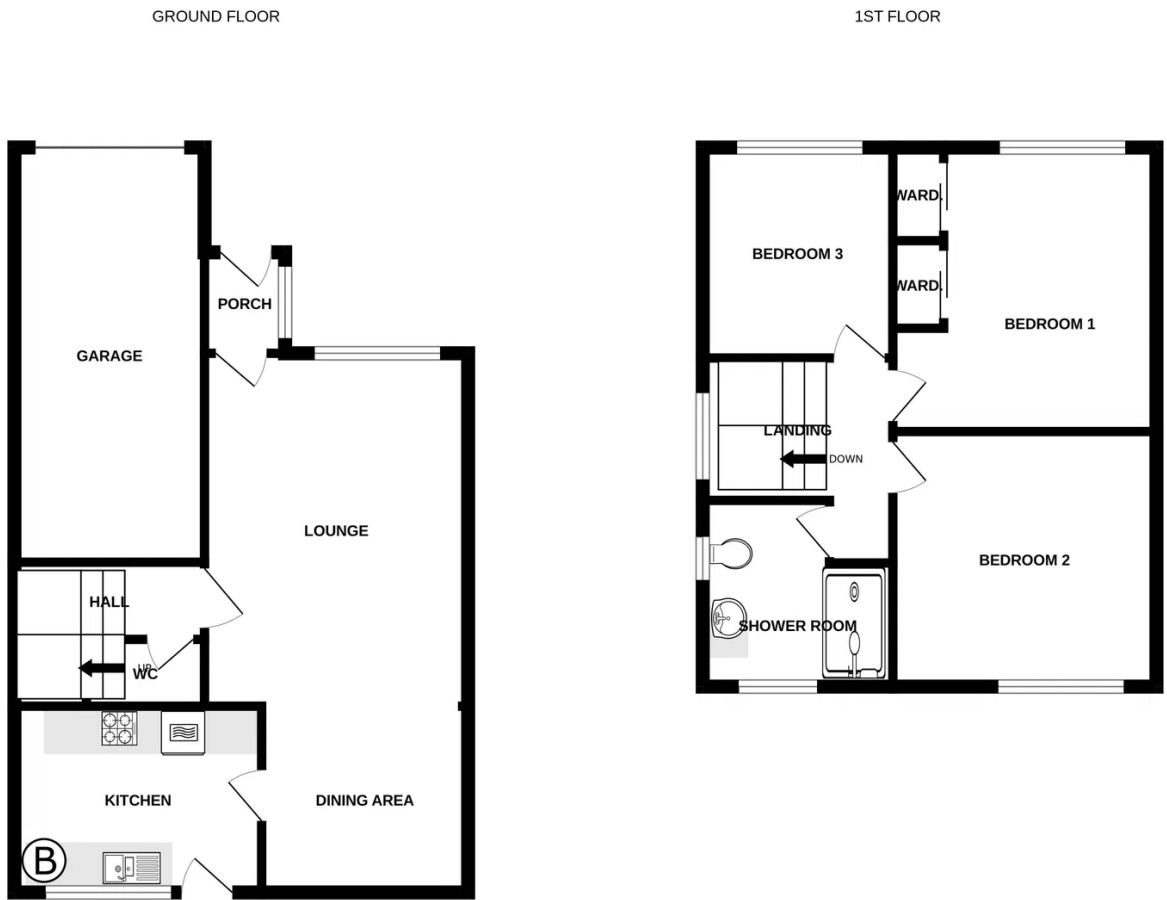 GROUND FLOOR
PORCH
GARAGE
LOUNGE
HALL
UP
WC
KITCHEN
DINING AREA
B
1ST FLOOR
WARD.
BEDROOM 3
WARD.
BEDROOM 1
LANDING
DOWN
BEDROOM 2
SHOWER ROOM